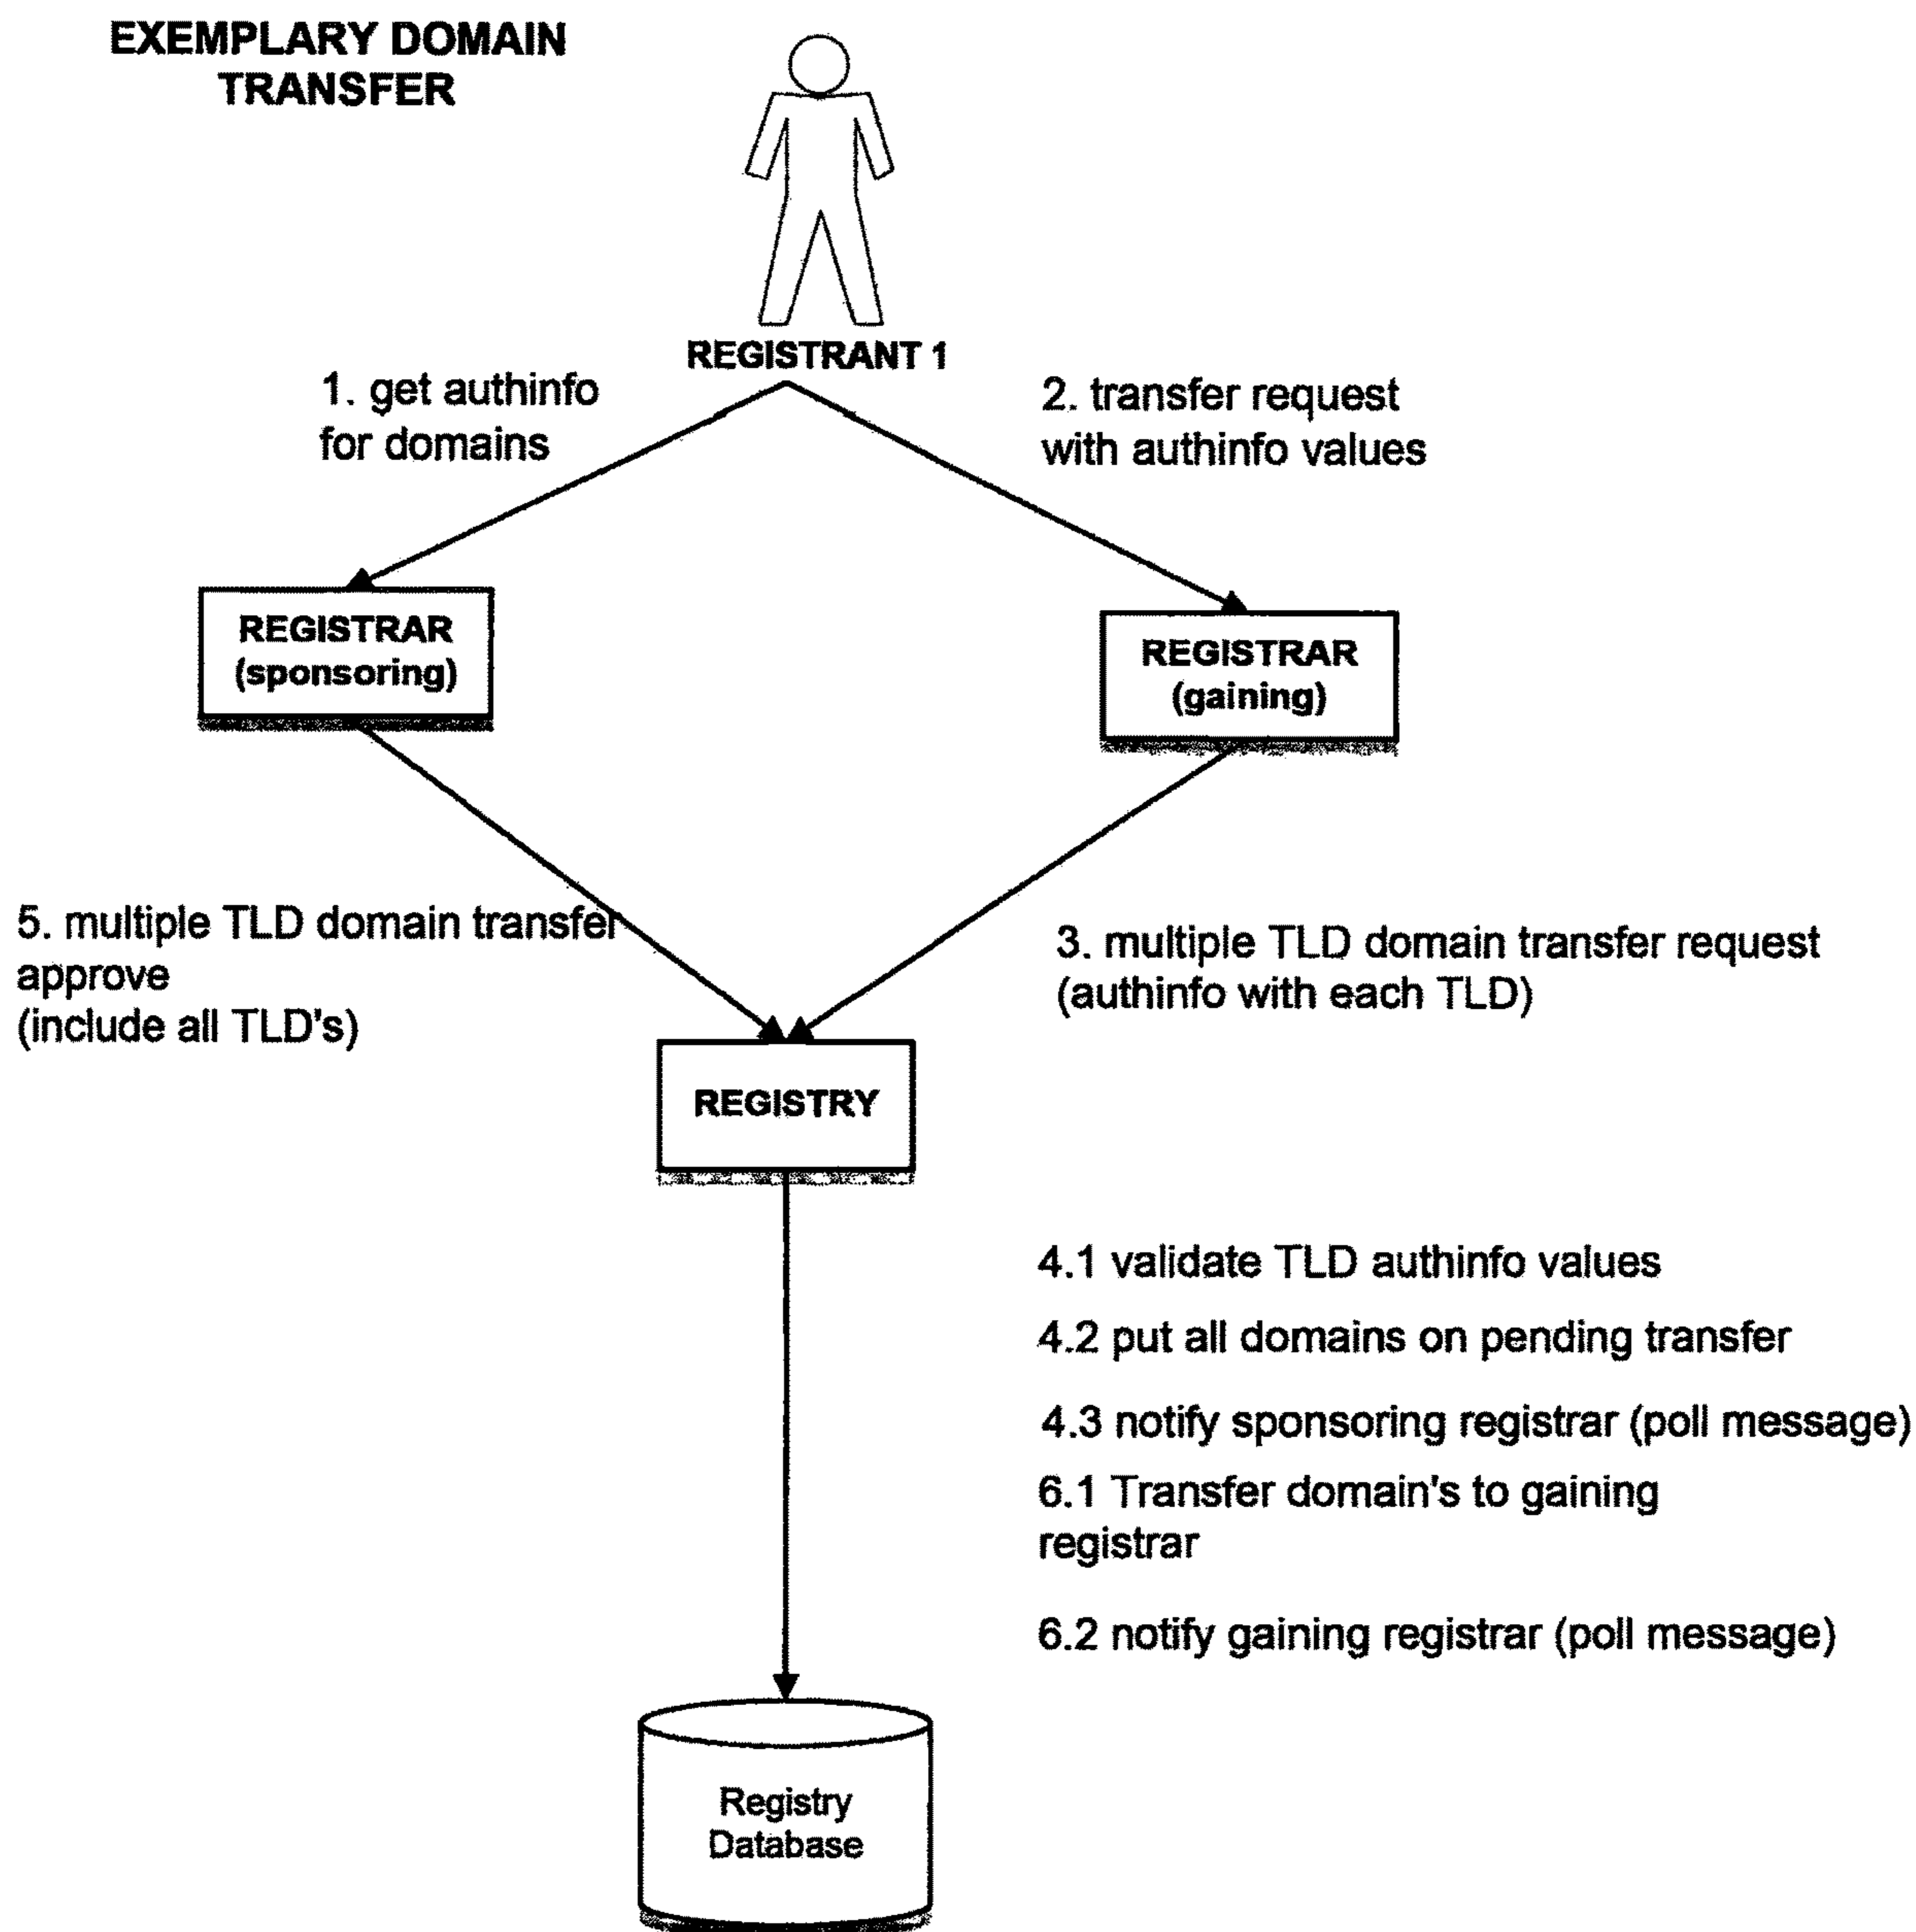 EXEMPLARY DOMAIN
TRANSFER
REGISTRANT 1
1. get authinfo
for domains
2. transfer request
with authinfo values
REGISTRAR
(sponsoring)
REGISTRAR
(gaining)
5. multiple TLD domain transfer
approve
(include all TLD's)
3. multiple TLD domain transfer request
(authinfo with each TLD)
REGISTRY
4.1 validate TLD authinfo values
4.2 put all domains on pending transfer
4.3 notify sponsoring registrar (poll message)
6.1 Transfer domain's to gaining
registrar
6.2 notify gaining registrar (poll message)
Registry
Database